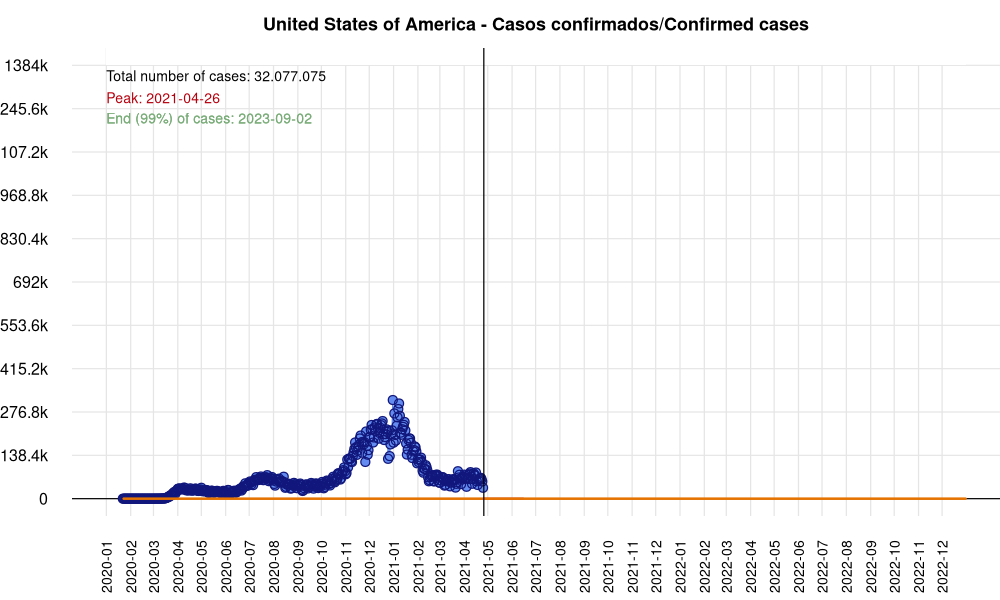 United States of America - Casos confirmados/Confirmed cases
Total number of cases: 32.077.075
Peak: 2021-04-26
End (99%) of cases: 2023-09-02
1384k
245.6k
107.2k
968.8k
830.4k
692k
553.6k
415.2k
276.8k
138.4k
0
2020-01
2020-02
2020-03
2020-04
2020-05
2020-06
2020-07
2020-08
2020-09
2020-10
2020-11
2020-12
2021-01
2021-02
2021-03
2021-04
2021-05
2021-06
2021-07
2021-08
2021-09
2021-10
2021-11
2021-12
2022-01
2022-02
2022-03
2022-04
2022-05
2022-06
2022-07
2022-08
2022-09
2022-10
2022-11
2022-12